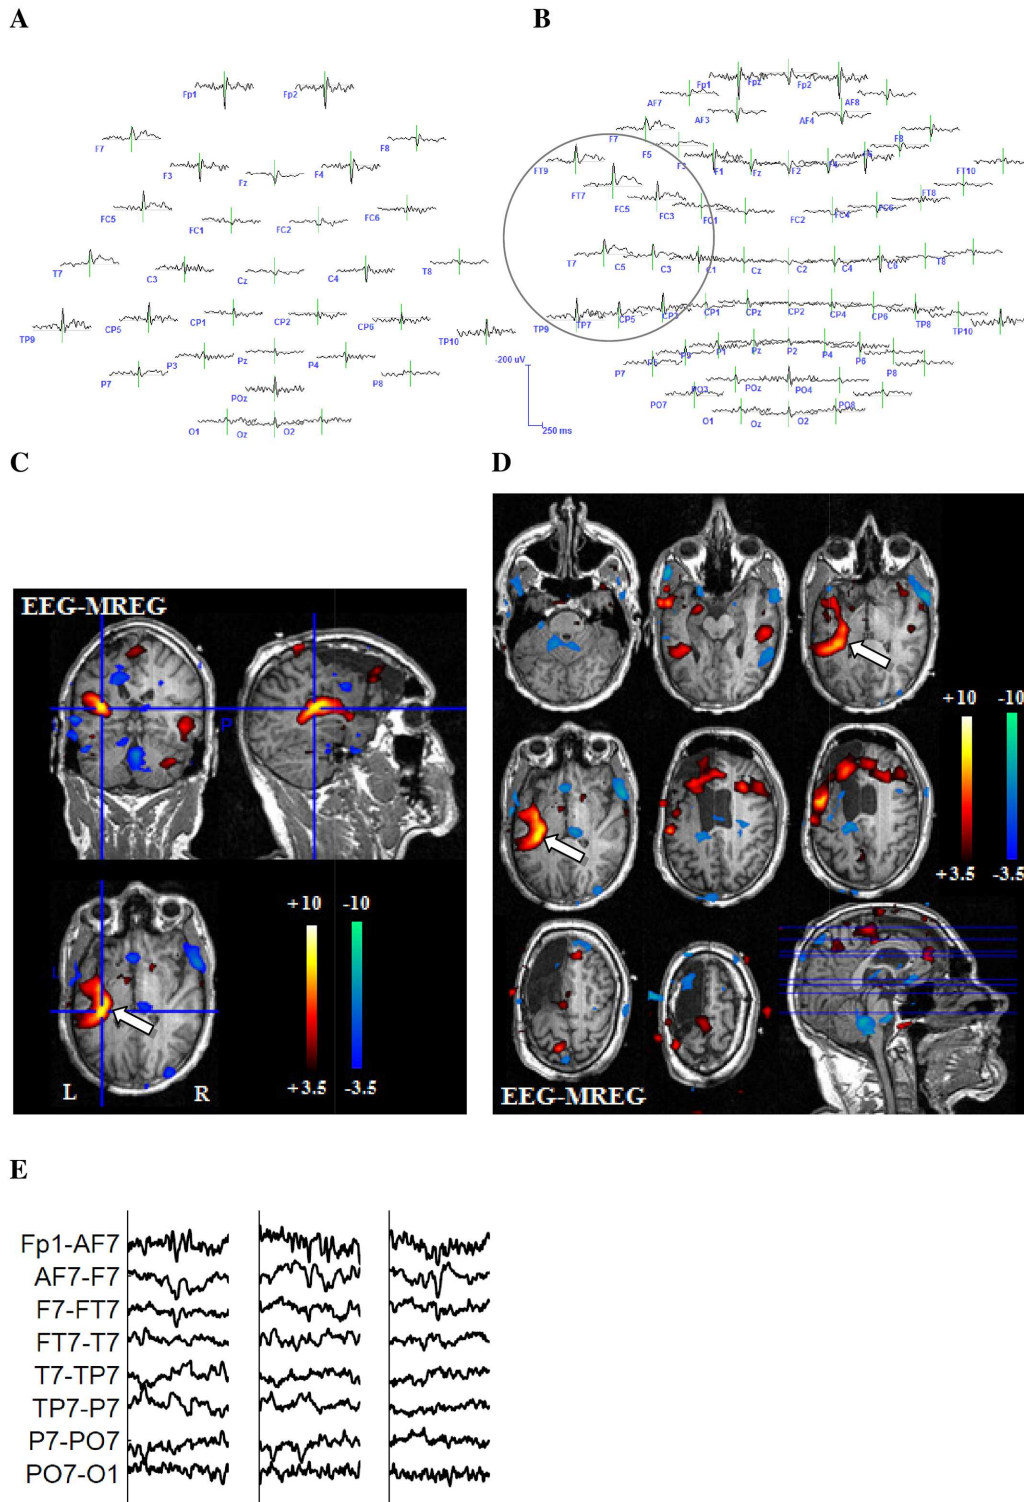 A
B
Fp1 Fp2
F7 F8
F3 Fz F4
FC5 FC1 FC2 FC6
T7 C3 Cz C4 T8
TP9 CP5 CP1 CP2 CP6 TP10
P7 P3 Pz P4 P8
POz
O1 Oz O2
Fp1 Fpz Fp2
AF7 AF3 AF4 AF8
F7 F5 F3 F1 Fz F2 F8
FT9 FT7 FC5 FC3 FC1 FC2 FC4 FC6 FT8 FT10
T7 C5 C3 C1 Cz C2 C4 C6 T8
TP9 TP7 CP5 CP3 CP1 CPz CP2 CP4 CP6 TP8 TP10
P7 P1 Pz P2 P4 P6 P8
PO7 PO3 POz PO4 PO8
O1 Oz O2
-200 uV
250 ms
C
D
EEG-MREG
P
+10 -10
+3.5 -3.5
L R
+10 -10
+3.5 -3.5
EEG-MREG
E
Fp1-AF7
AF7-F7
F7-FT7
FT7-T7
T7-TP7
TP7-P7
P7-PO7
PO7-O1